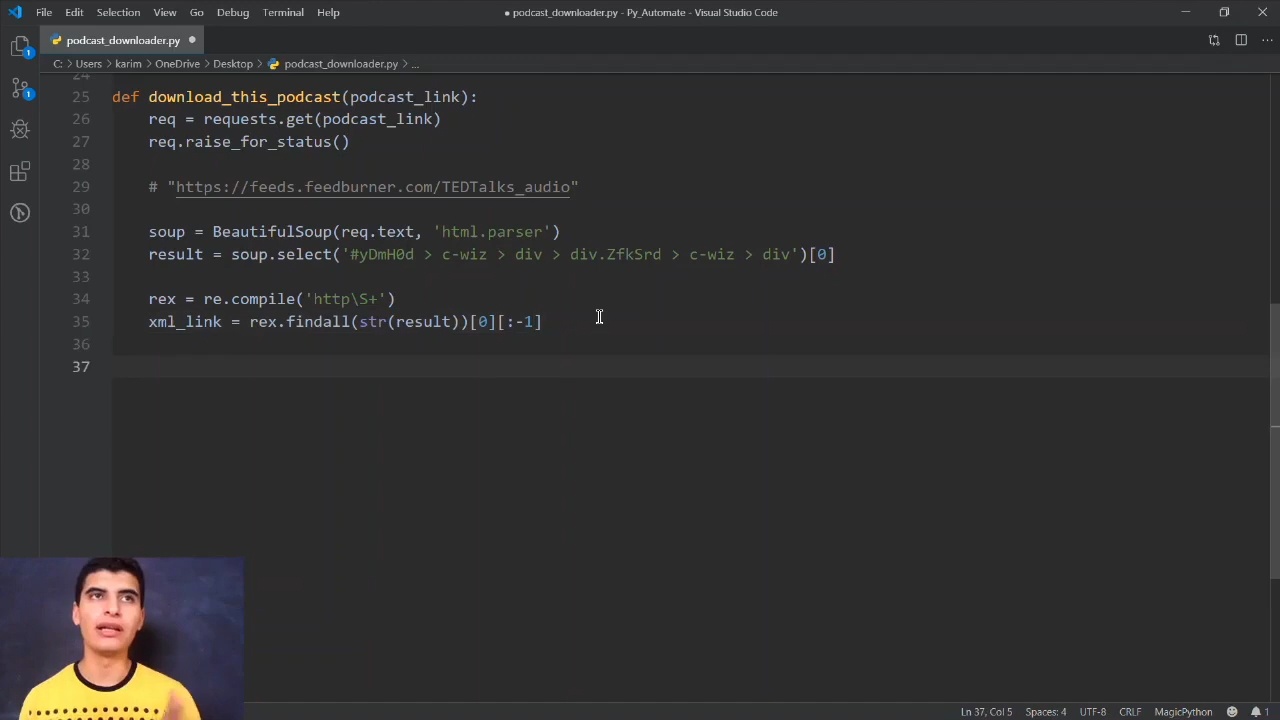 File Edit Selection View Go Debug Terminal Help
● podcast_downloader.py - Py_Automate - Visual Studio Code
podcast_downloader.py ●
C: > Users > karim > OneDrive > Desktop > podcast_downloader.py > ...
24
25 def download_this_podcast(podcast_link):
26 req = requests.get(podcast_link)
27 req.raise_for_status()
28
29 # "https://feeds.feedburner.com/TEDTalks_audio"
30
31 soup = BeautifulSoup(req.text, 'html.parser')
32 result = soup.select('#yDmH0d > c-wiz > div > div.ZfkSrd > c-wiz > div')[0]
33
34 rex = re.compile('http\S+')
35 xml_link = rex.findall(str(result))[0][:-1]
36
37
1
1
Ln 37, Col 5 Spaces: 4 UTF-8 CRLF MagicPython 1